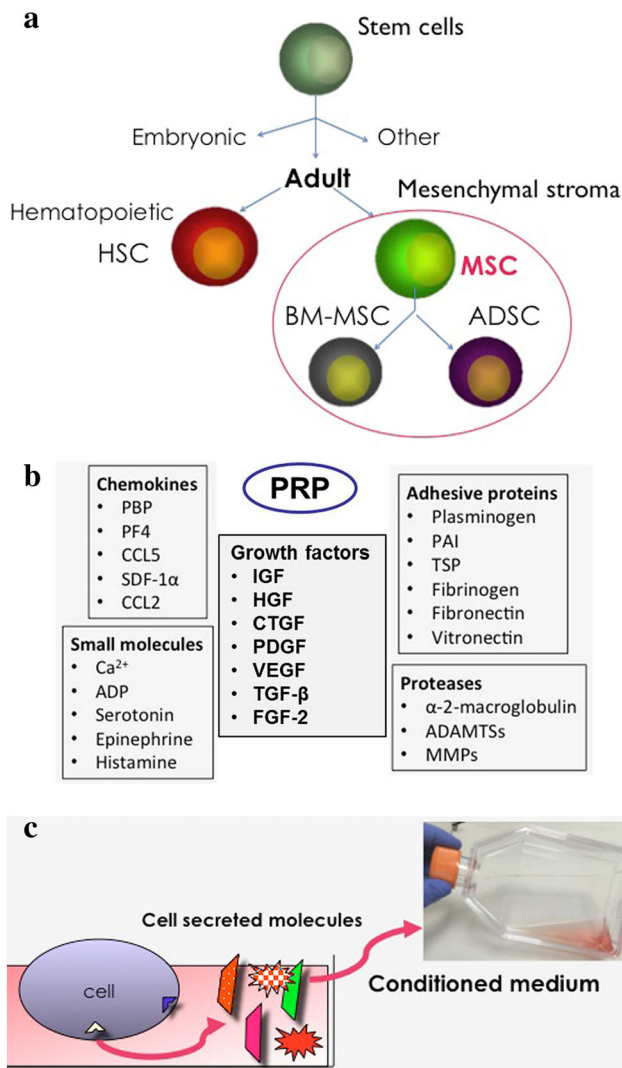 a
Stem cells
Embryonic
Other
Adult
Mesenchymal stroma
Hematopoietic
HSC
MSC
BM-MSC
ADSC
b
PRP
Chemokines
• PBP
• PF4
• CCL5
• SDF-1α
• CCL2
Small molecules
• Ca²⁺
• ADP
• Serotonin
• Epinephrine
• Histamine
Growth factors
• IGF
• HGF
• CTGF
• PDGF
• VEGF
• TGF-β
• FGF-2
Adhesive proteins
• Plasminogen
• PAI
• TSP
• Fibrinogen
• Fibronectin
• Vitronectin
Proteases
• α-2-macroglobulin
• ADAMTSs
• MMPs
c
Cell secreted molecules
cell
Conditioned medium